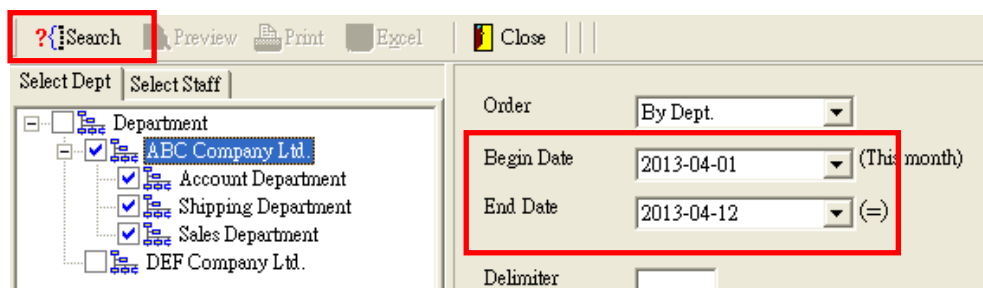 ?{ Search Preview Print Excel Close
Select Dept Select Staff
Department
ABC Company Ltd.
Account Department
Shipping Department
Sales Department
DEF Company Ltd.
Order By Dept.
Begin Date 2013-04-01 (This month)
End Date 2013-04-12 (=)
Delimiter